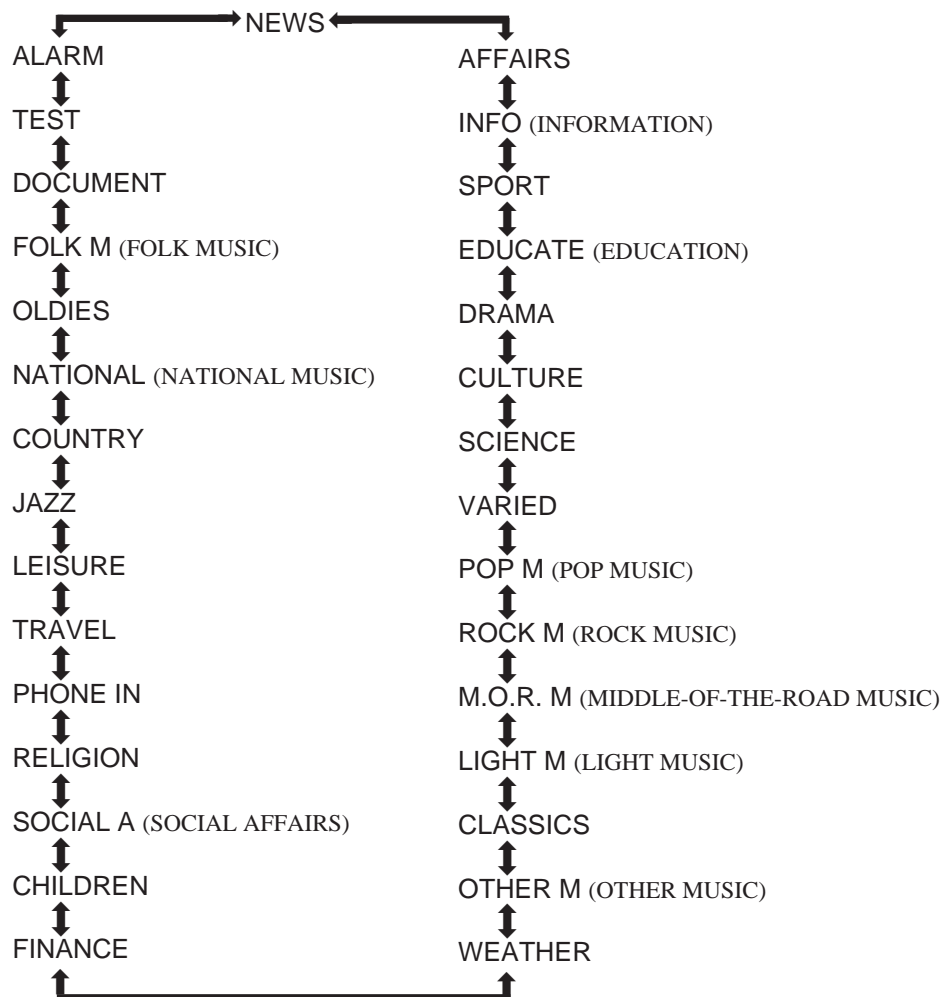 NEWS
ALARM
TEST
DOCUMENT
FOLK M (FOLK MUSIC)
OLDIES
NATIONAL (NATIONAL MUSIC)
COUNTRY
JAZZ
LEISURE
TRAVEL
PHONE IN
RELIGION
SOCIAL A (SOCIAL AFFAIRS)
CHILDREN
FINANCE
AFFAIRS
INFO (INFORMATION)
SPORT
EDUCATE (EDUCATION)
DRAMA
CULTURE
SCIENCE
VARIED
POP M (POP MUSIC)
ROCK M (ROCK MUSIC)
M.O.R. M (MIDDLE-OF-THE-ROAD MUSIC)
LIGHT M (LIGHT MUSIC)
CLASSICS
OTHER M (OTHER MUSIC)
WEATHER